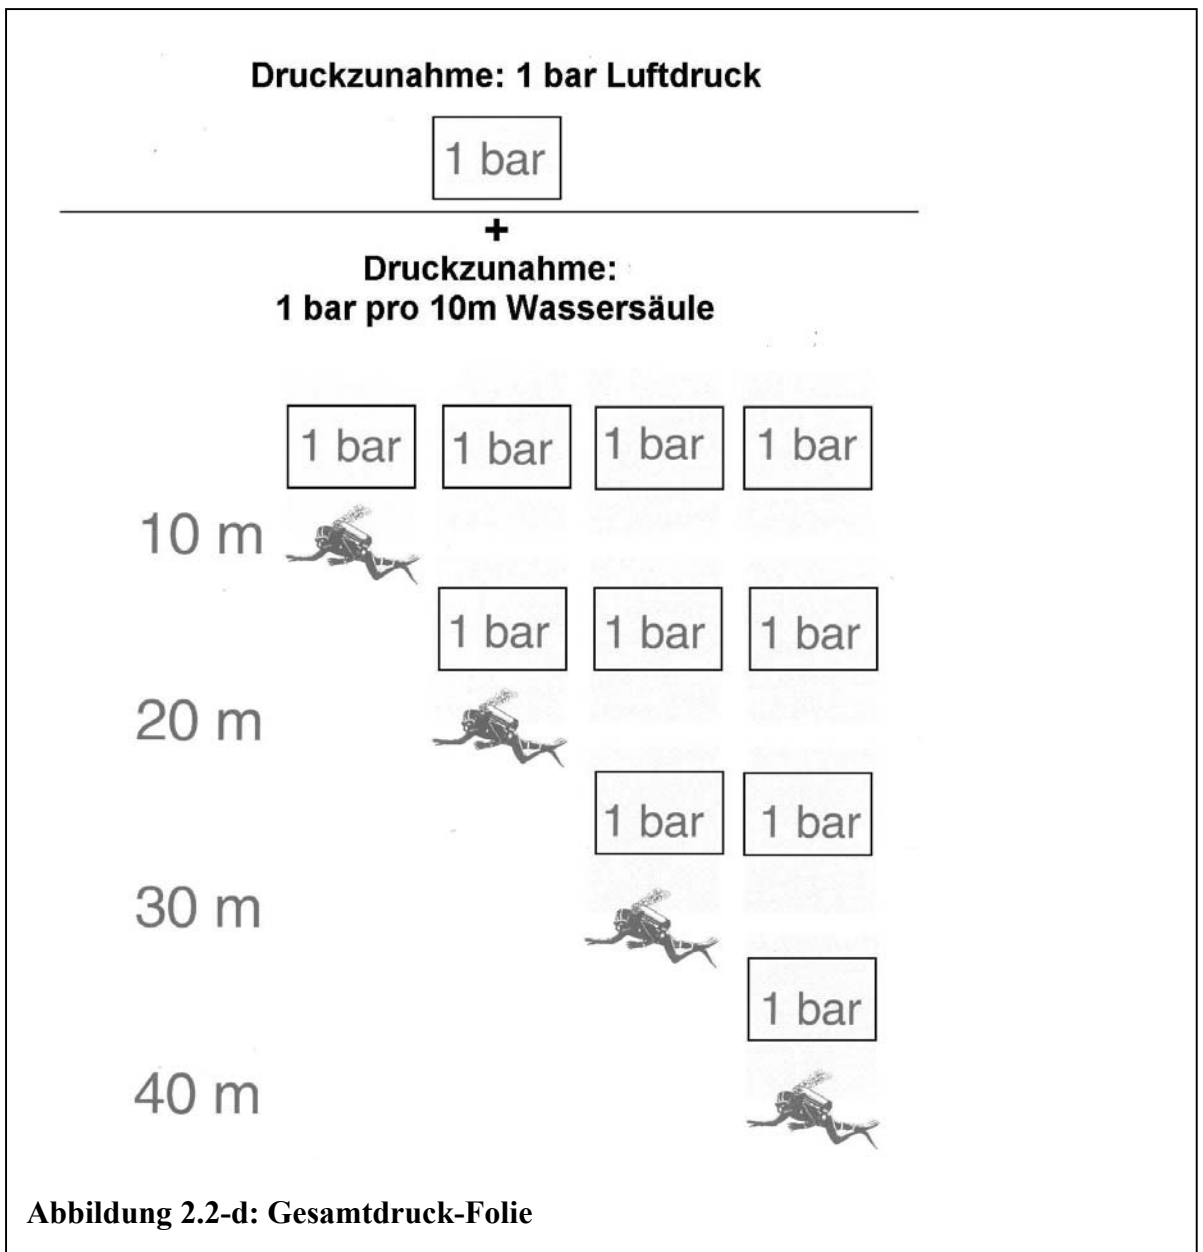 Druckzunahme: 1 bar Luftdruck
1 bar
+
Druckzunahme:
1 bar pro 10m Wassersäule
1 bar 1 bar 1 bar 1 bar
10 m
1 bar 1 bar 1 bar
20 m
1 bar 1 bar
30 m
1 bar
40 m
Abbildung 2.2-d: Gesamtdruck-Folie